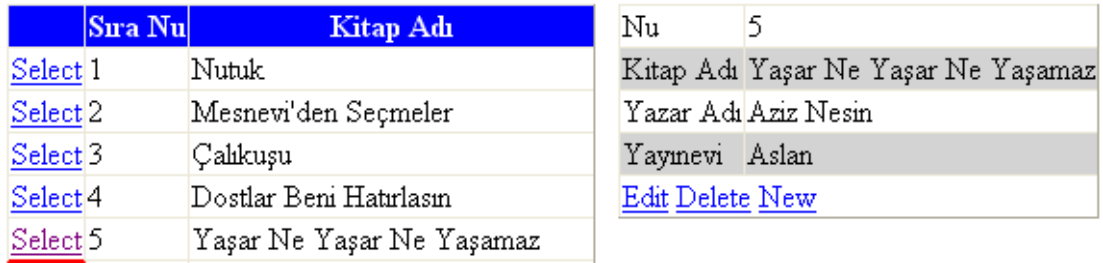 Sıra Nu Kitap Adı
Select 1 Nutuk
Select 2 Mesnevi'den Seçmeler
Select 3 Çalıkuşu
Select 4 Dostlar Beni Hatırlasın
Select 5 Yaşar Ne Yaşar Ne Yaşamaz
Nu 5
Kitap Adı Yaşar Ne Yaşar Ne Yaşamaz
Yazar Adı Aziz Nesin
Yayınevi Aslan
Edit Delete New